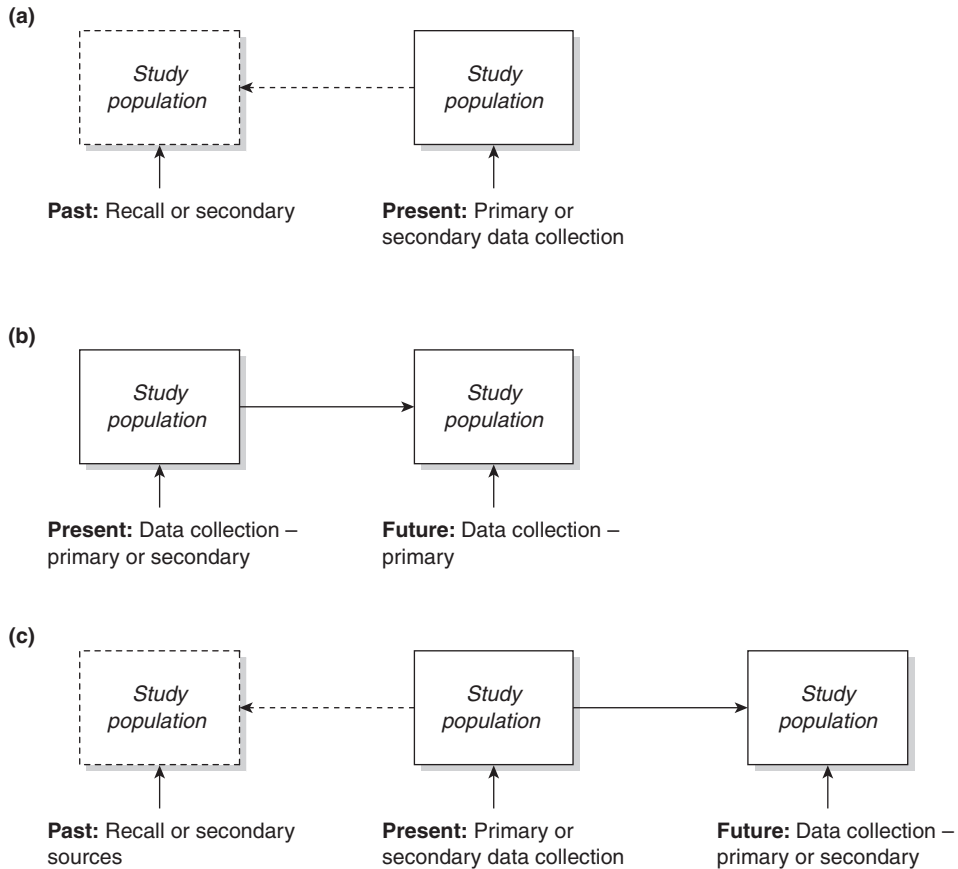 (a)
Study
population
Study
population
Past: Recall or secondary
Present: Primary or
secondary data collection
(b)
Study
population
Study
population
Present: Data collection –
primary or secondary
Future: Data collection –
primary
(c)
Study
population
Study
population
Study
population
Past: Recall or secondary
sources
Present: Primary or
secondary data collection
Future: Data collection –
primary or secondary